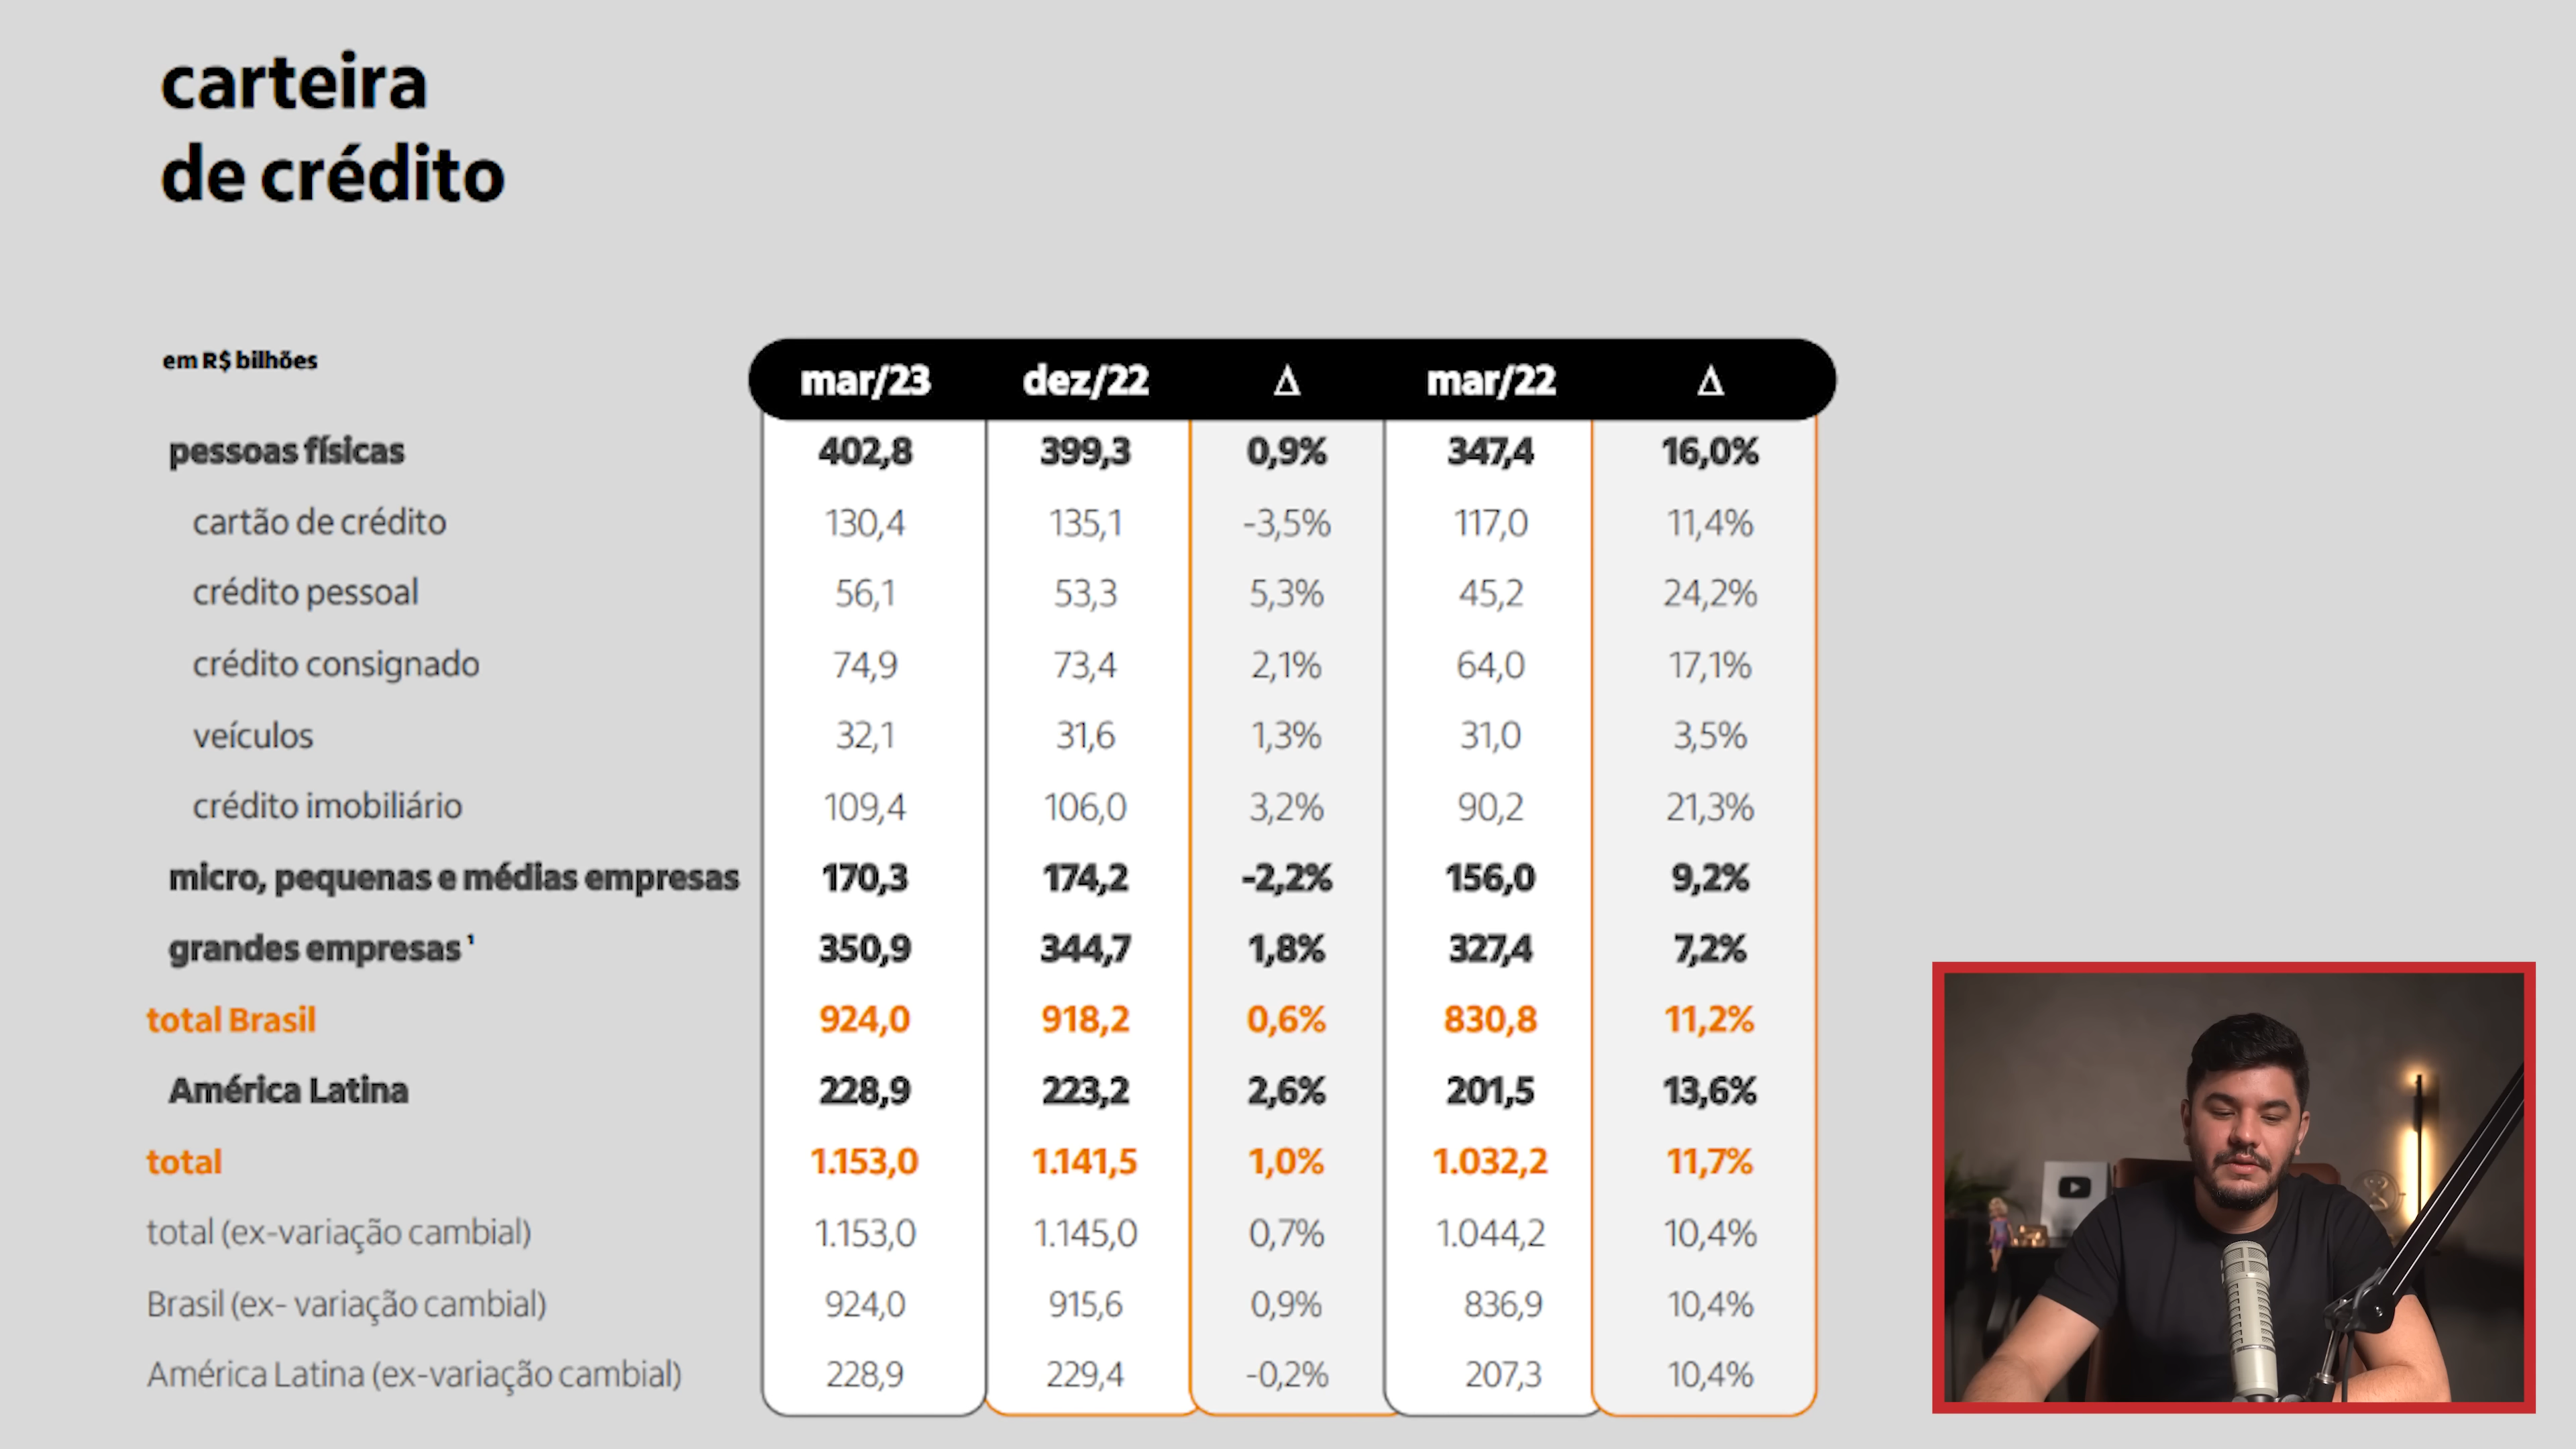 carteira
de crédito
em R$ bilhões mar/23 dez/22 Δ mar/22 Δ
pessoas físicas 402,8 399,3 0,9% 347,4 16,0%
cartão de crédito 130,4 135,1 -3,5% 117,0 11,4%
crédito pessoal 56,1 53,3 5,3% 45,2 24,2%
crédito consignado 74,9 73,4 2,1% 64,0 17,1%
veículos 32,1 31,6 1,3% 31,0 3,5%
crédito imobiliário 109,4 106,0 3,2% 90,2 21,3%
micro, pequenas e médias empresas 170,3 174,2 -2,2% 156,0 9,2%
grandes empresas ¹ 350,9 344,7 1,8% 327,4 7,2%
total Brasil 924,0 918,2 0,6% 830,8 11,2%
América Latina 228,9 223,2 2,6% 201,5 13,6%
total 1.153,0 1.141,5 1,0% 1.032,2 11,7%
total (ex-variação cambial) 1.153,0 1.145,0 0,7% 1.044,2 10,4%
Brasil (ex- variação cambial) 924,0 915,6 0,9% 836,9 10,4%
América Latina (ex-variação cambial) 228,9 229,4 -0,2% 207,3 10,4%